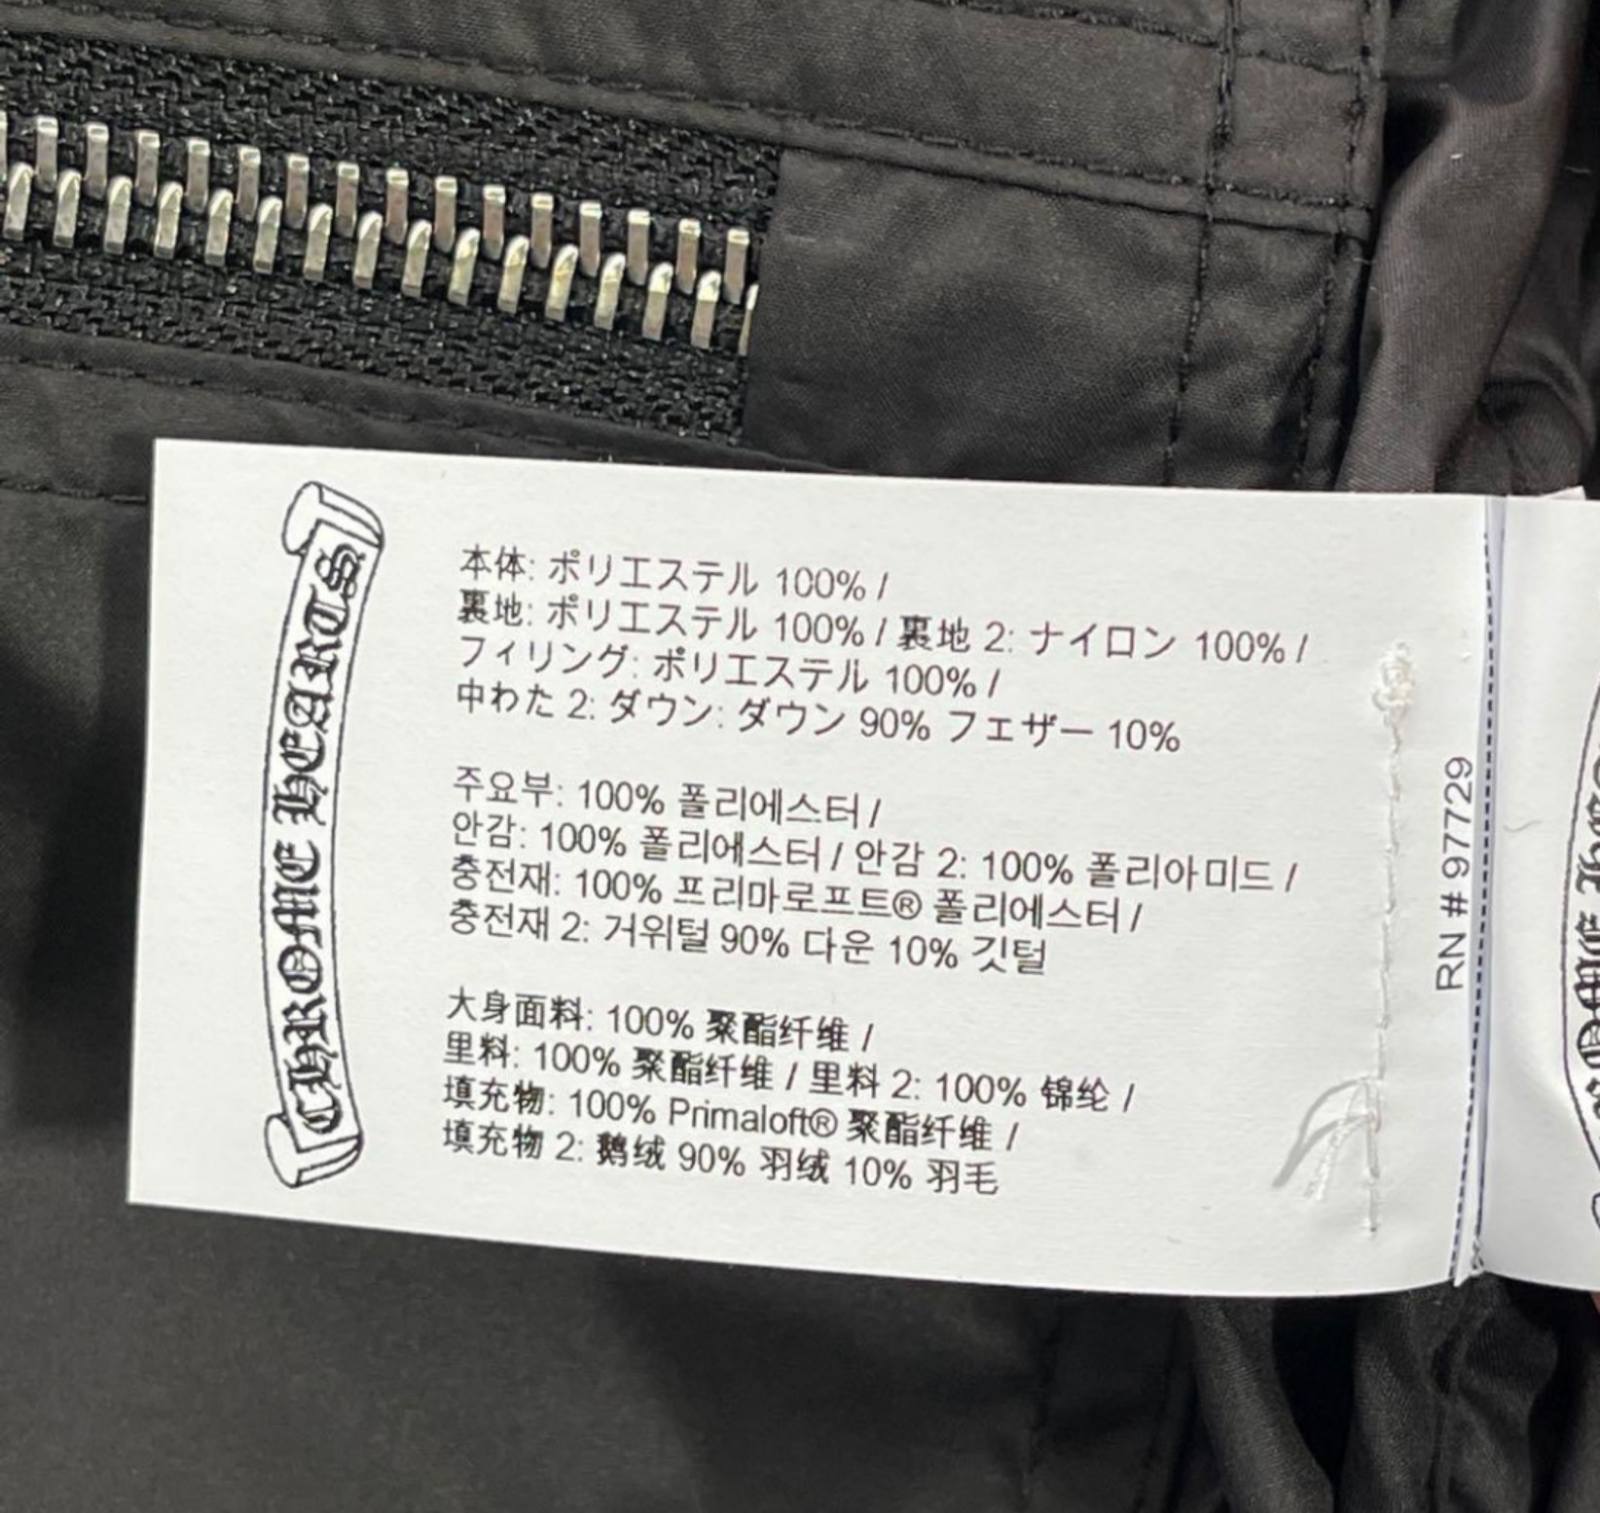 CHROME HEARTS
本体: ポリエステル 100% /
裏地: ポリエステル 100% / 裏地 2: ナイロン 100% /
フィリング: ポリエステル 100% /
中わた 2: ダウン: ダウン 90% フェザー 10%
주요부: 100% 폴리에스터 /
안감: 100% 폴리에스터 / 안감 2: 100% 폴리아미드 /
충전재: 100% 프리마로프트® 폴리에스터 /
충전재 2: 거위털 90% 다운 10% 깃털
大身面料: 100% 聚酯纤维 /
里料: 100% 聚酯纤维 / 里料 2: 100% 锦纶 /
填充物: 100% Primaloft® 聚酯纤维 /
填充物 2: 鹅绒 90% 羽绒 10% 羽毛
RN # 97729